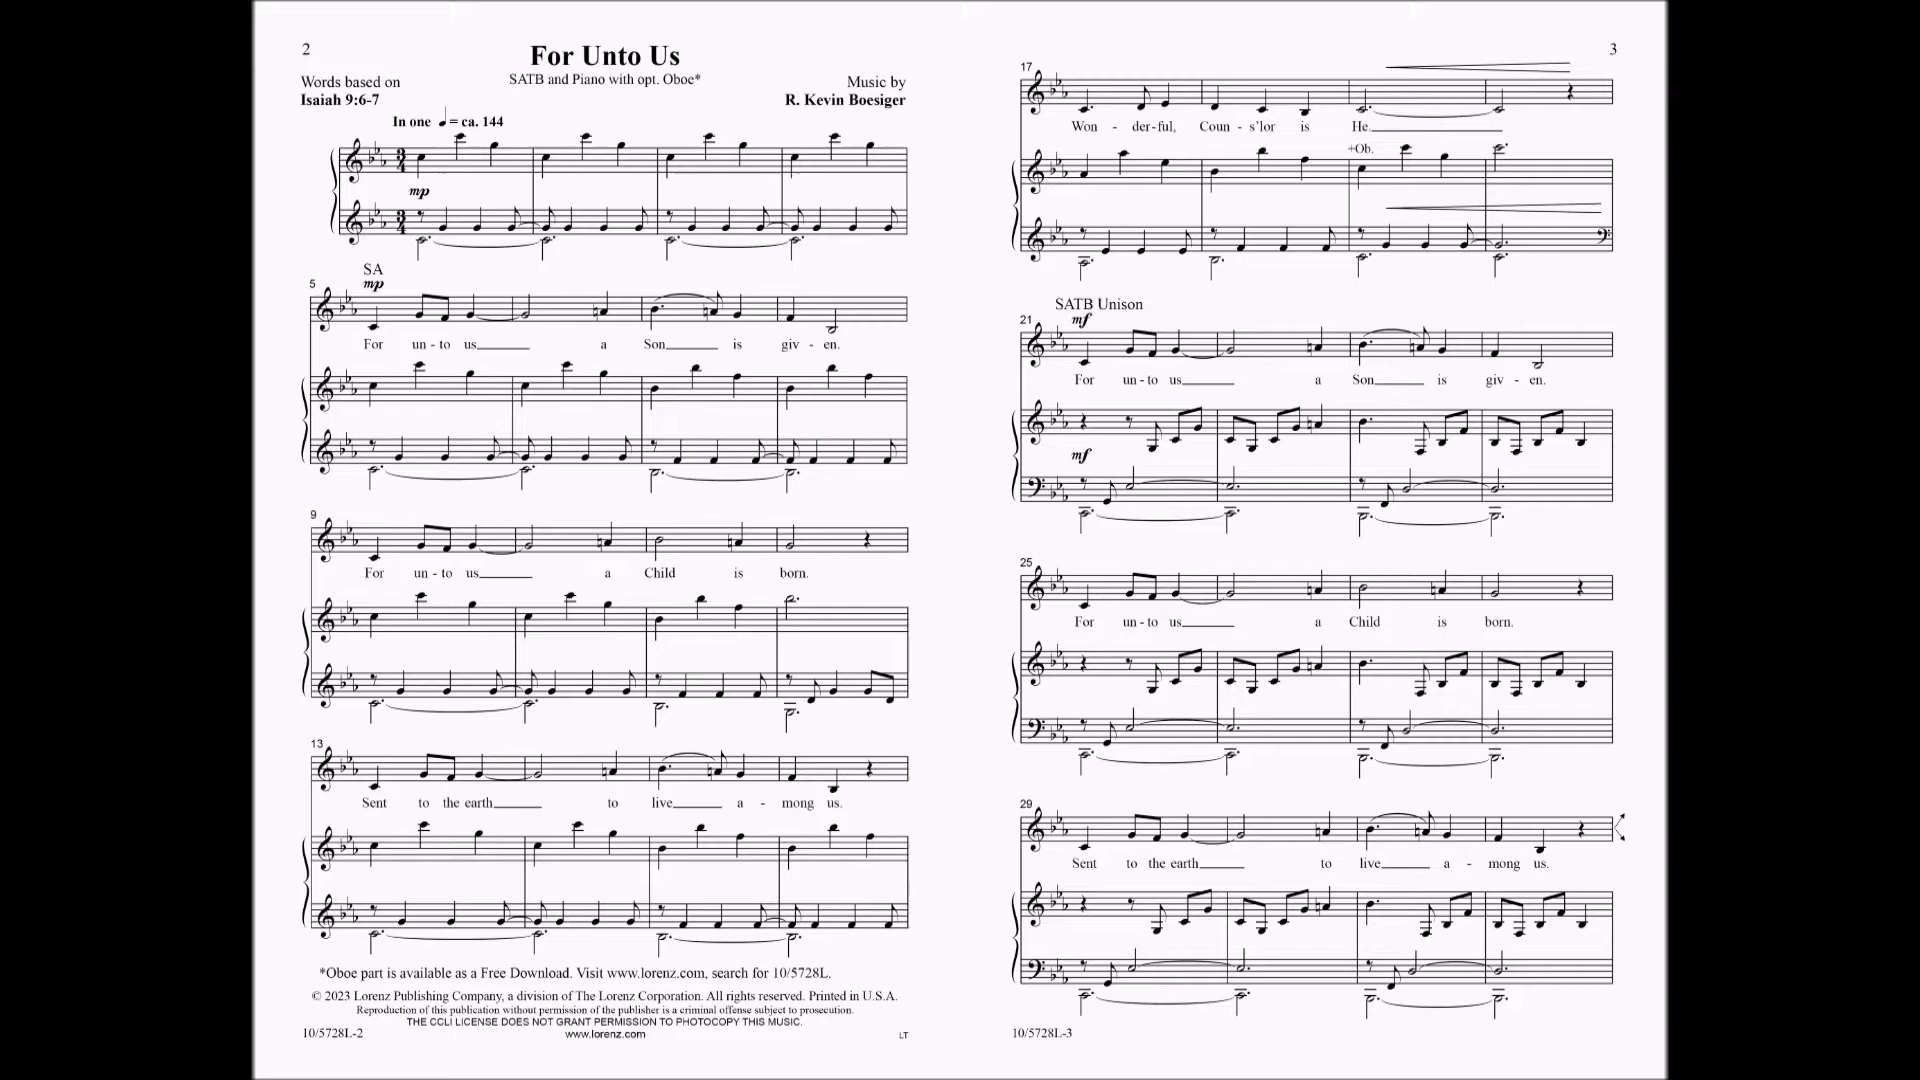 2
For Unto Us
SATB and Piano with opt. Oboe*
Words based on
Isaiah 9:6-7
Music by
R. Kevin Boesiger
In one ♩ = ca. 144
3
4
mp
3
4
SA
mp
5
For un - to us a Son is giv - en.
9
For un - to us a Child is born.
13
Sent to the earth to live a - mong us.
*Oboe part is available as a Free Download. Visit www.lorenz.com, search for 10/5728L.
© 2023 Lorenz Publishing Company, a division of The Lorenz Corporation. All rights reserved. Printed in U.S.A.
Reproduction of this publication without permission of the publisher is a criminal offense subject to prosecution.
THE CCLI LICENSE DOES NOT GRANT PERMISSION TO PHOTOCOPY THIS MUSIC.
www.lorenz.com
10/5728L-2
LT
3
17
Won - der - ful, Coun - s'lor is He.
+Ob.
SATB Unison
mf
21
For un - to us a Son is giv - en.
mf
25
For un - to us a Child is born.
29
Sent to the earth to live a - mong us.
10/5728L-3